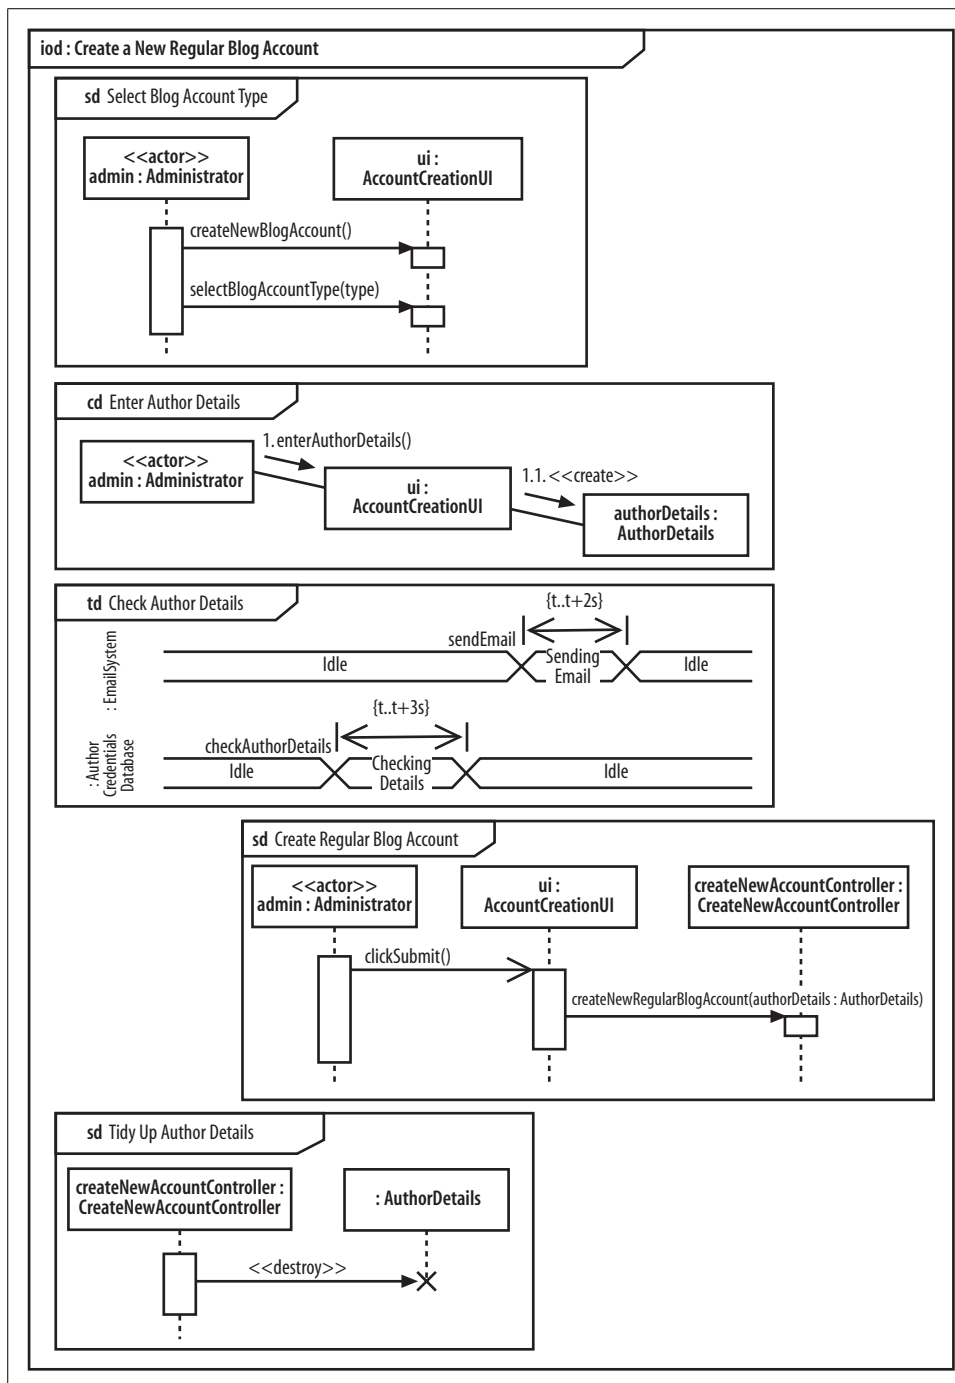 iod : Create a New Regular Blog Account
sd Select Blog Account Type
<<actor>>
admin : Administrator
ui :
AccountCreationUI
createNewBlogAccount()
selectBlogAccountType(type)
cd Enter Author Details
<<actor>>
admin : Administrator
1. enterAuthorDetails()
ui :
AccountCreationUI
1.1. <<create>>
authorDetails :
AuthorDetails
td Check Author Details
: EmailSystem
Idle
sendEmail
{t..t+2s}
Sending
Email
Idle
: Author
Credentials
Database
checkAuthorDetails
Idle
{t..t+3s}
Checking
Details
Idle
sd Create Regular Blog Account
<<actor>>
admin : Administrator
ui :
AccountCreationUI
createNewAccountController :
CreateNewAccountController
clickSubmit()
createNewRegularBlogAccount(authorDetails : AuthorDetails)
sd Tidy Up Author Details
createNewAccountController :
CreateNewAccountController
: AuthorDetails
<<destroy>>